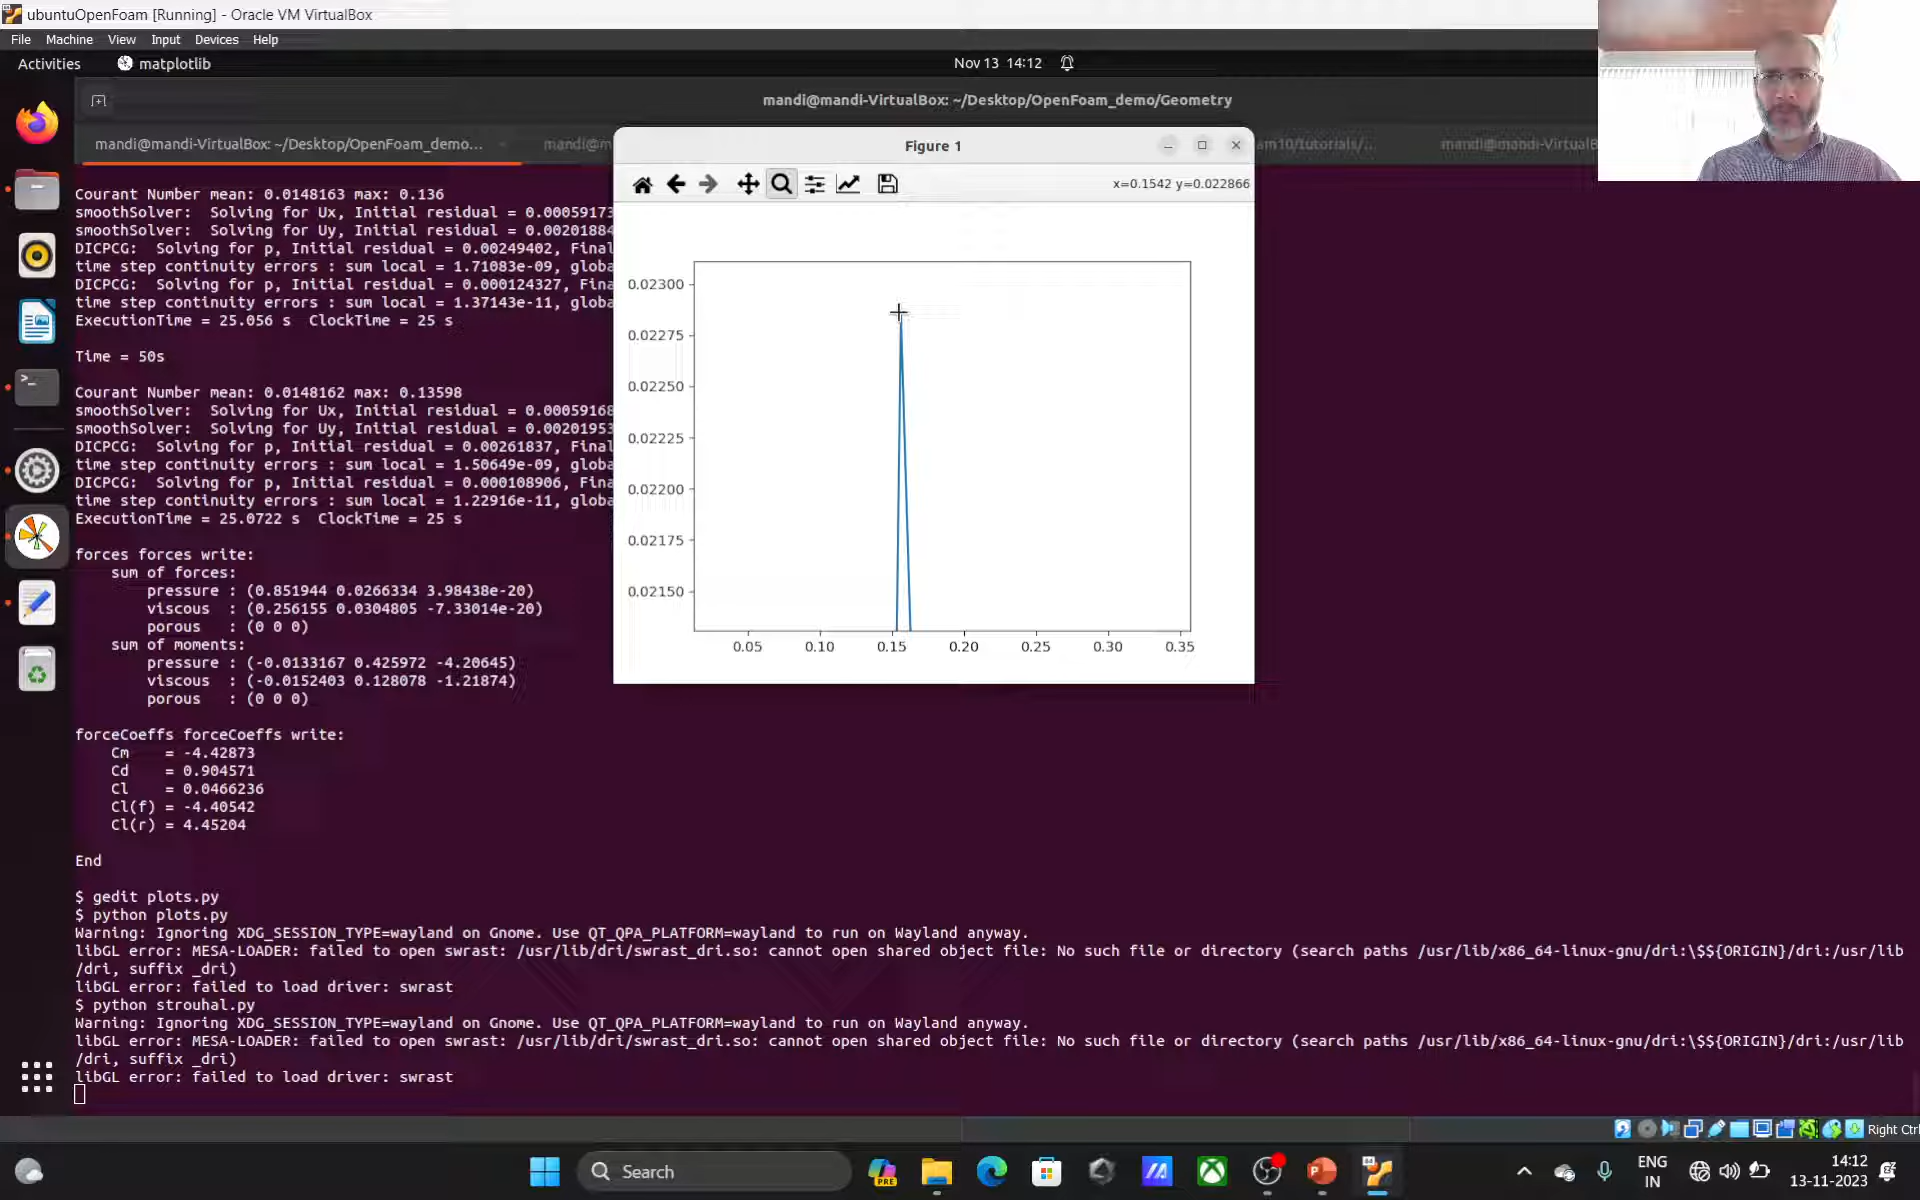 ubuntuOpenFoam [Running] - Oracle VM VirtualBox
File Machine View Input Devices Help
Activities matplotlib Nov 13 14:12
mandi@mandi-VirtualBox: ~/Desktop/OpenFoam_demo/Geometry
mandi@mandi-VirtualBox: ~/Desktop/OpenFoam_demo... mandi@m am10/tutorials/... mandi@mandi-VirtualB
Figure 1
x=0.1542 y=0.022866
0.02300
0.02275
0.02250
0.02225
0.02200
0.02175
0.02150
0.05 0.10 0.15 0.20 0.25 0.30 0.35
Courant Number mean: 0.0148163 max: 0.136
smoothSolver:  Solving for Ux, Initial residual = 0.00059173
smoothSolver:  Solving for Uy, Initial residual = 0.00201884
DICPCG:  Solving for p, Initial residual = 0.00249402, Final
time step continuity errors : sum local = 1.71083e-09, globa
DICPCG:  Solving for p, Initial residual = 0.000124327, Fina
time step continuity errors : sum local = 1.37143e-11, globa
ExecutionTime = 25.056 s  ClockTime = 25 s
Time = 50s
Courant Number mean: 0.0148162 max: 0.13598
smoothSolver:  Solving for Ux, Initial residual = 0.00059168
smoothSolver:  Solving for Uy, Initial residual = 0.00201953
DICPCG:  Solving for p, Initial residual = 0.00261837, Final
time step continuity errors : sum local = 1.50649e-09, globa
DICPCG:  Solving for p, Initial residual = 0.000108906, Fina
time step continuity errors : sum local = 1.22916e-11, globa
ExecutionTime = 25.0722 s  ClockTime = 25 s
forces forces write:
sum of forces:
pressure : (0.851944 0.0266334 3.98438e-20)
viscous  : (0.256155 0.0304805 -7.33014e-20)
porous   : (0 0 0)
sum of moments:
pressure : (-0.0133167 0.425972 -4.20645)
viscous  : (-0.0152403 0.128078 -1.21874)
porous   : (0 0 0)
forceCoeffs forceCoeffs write:
Cm    = -4.42873
Cd    = 0.904571
Cl    = 0.0466236
Cl(f) = -4.40542
Cl(r) = 4.45204
End
$ gedit plots.py
$ python plots.py
Warning: Ignoring XDG_SESSION_TYPE=wayland on Gnome. Use QT_QPA_PLATFORM=wayland to run on Wayland anyway.
libGL error: MESA-LOADER: failed to open swrast: /usr/lib/dri/swrast_dri.so: cannot open shared object file: No such file or directory (search paths /usr/lib/x86_64-linux-gnu/dri:\$${ORIGIN}/dri:/usr/lib
/dri, suffix _dri)
libGL error: failed to load driver: swrast
$ python strouhal.py
Warning: Ignoring XDG_SESSION_TYPE=wayland on Gnome. Use QT_QPA_PLATFORM=wayland to run on Wayland anyway.
libGL error: MESA-LOADER: failed to open swrast: /usr/lib/dri/swrast_dri.so: cannot open shared object file: No such file or directory (search paths /usr/lib/x86_64-linux-gnu/dri:\$${ORIGIN}/dri:/usr/lib
/dri, suffix _dri)
libGL error: failed to load driver: swrast
Right Ctrl
Search
PRE
ENG
IN
14:12
13-11-2023